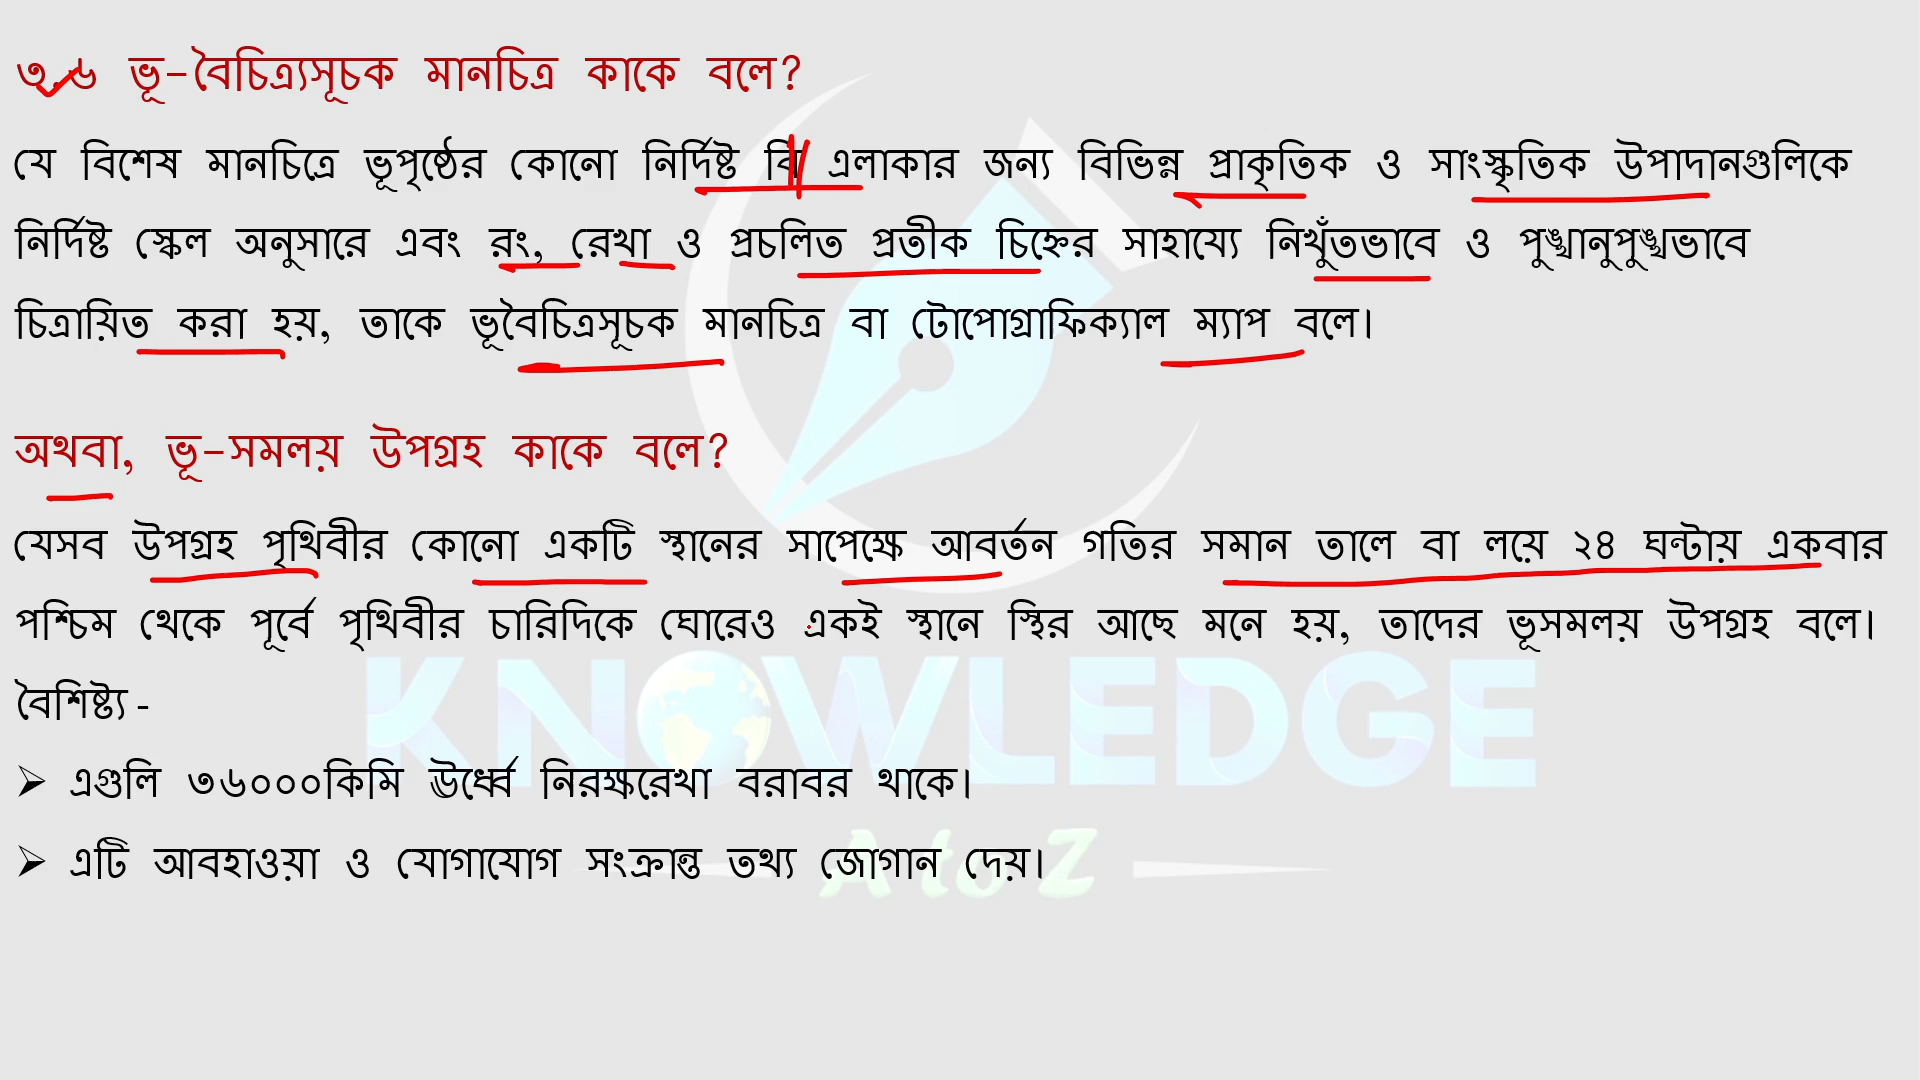 ৩.৬ ভূ-বৈচিত্র্যসূচক মানচিত্র কাকে বলে?
যে বিশেষ মানচিত্রে ভূপৃষ্ঠের কোনো নির্দিষ্ট এলাকার জন্য বিভিন্ন প্রাকৃতিক ও সাংস্কৃতিক উপাদানগুলিকে
নির্দিষ্ট স্কেল অনুসারে এবং রং, রেখা ও প্রচলিত প্রতীক চিহ্নের সাহায্যে নিখুঁতভাবে ও পুঙ্খানুপুঙ্খভাবে
চিত্রায়িত করা হয়, তাকে ভূবৈচিত্রসূচক মানচিত্র বা টোপোগ্রাফিক্যাল ম্যাপ বলে।
অথবা, ভূ-সমলয় উপগ্রহ কাকে বলে?
যেসব উপগ্রহ পৃথিবীর কোনো একটি স্থানের সাপেক্ষে আবর্তন গতির সমান তালে বা লয়ে ২৪ ঘন্টায় একবার
পশ্চিম থেকে পূর্বে পৃথিবীর চারিদিকে ঘোরেও একই স্থানে স্থির আছে মনে হয়, তাদের ভূসমলয় উপগ্রহ বলে।
বৈশিষ্ট্য -
➢ এগুলি ৩৬০০০কিমি ঊর্ধ্বে নিরক্ষরেখা বরাবর থাকে।
➢ এটি আবহাওয়া ও যোগাযোগ সংক্রান্ত তথ্য জোগান দেয়।
KNOWLEDGE
A to Z